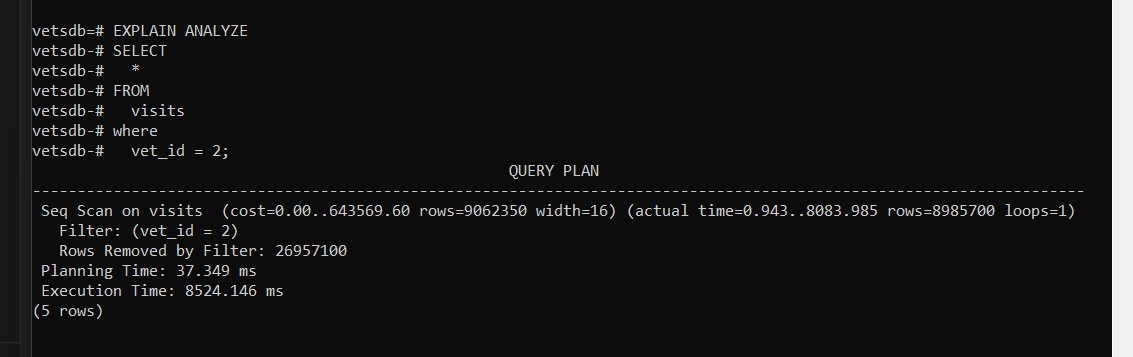 vetsdb=# EXPLAIN ANALYZE
vetsdb-# SELECT
vetsdb-#   *
vetsdb-# FROM
vetsdb-#   visits
vetsdb-# where
vetsdb-#   vet_id = 2;
QUERY PLAN
---------------------------------------------------------------------------------------------------------------------
Seq Scan on visits  (cost=0.00..643569.60 rows=9062350 width=16) (actual time=0.943..8083.985 rows=8985700 loops=1)
  Filter: (vet_id = 2)
  Rows Removed by Filter: 26957100
Planning Time: 37.349 ms
Execution Time: 8524.146 ms
(5 rows)